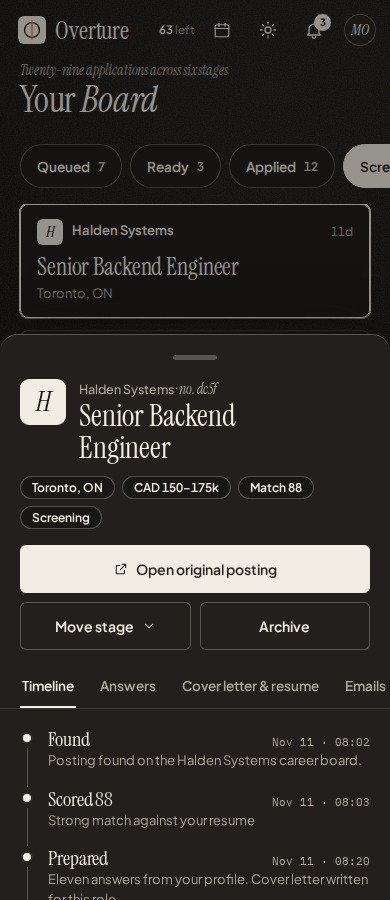 Overture
63 left
3
MO
Twenty-nine applications across six stages
Your Board
Queued 7
Ready 3
Applied 12
Scre
H
Halden Systems
11d
Senior Backend Engineer
Toronto, ON
H
Halden Systems · no. dc5f
Senior Backend
Engineer
Toronto, ON
CAD 150–175k
Match 88
Screening
Open original posting
Move stage
Archive
Timeline
Answers
Cover letter & resume
Emails
Found
Nov 11 · 08:02
Posting found on the Halden Systems career board.
Scored 88
Nov 11 · 08:03
Strong match against your resume
Prepared
Nov 11 · 08:20
Eleven answers from your profile. Cover letter written
for this role.